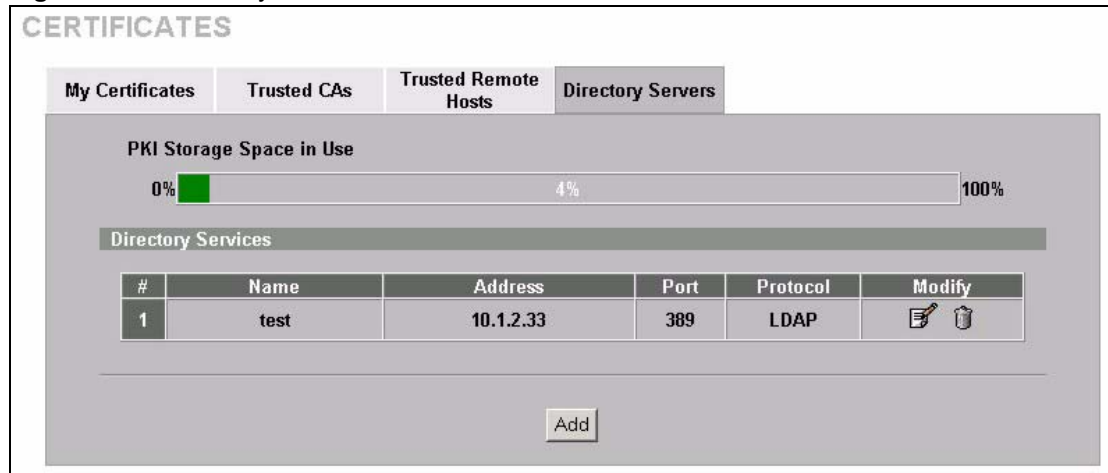 CERTIFICATES
My Certificates
Trusted CAs
Trusted Remote
Hosts
Directory Servers
PKI Storage Space in Use
0% 4% 100%
Directory Services
# Name Address Port Protocol Modify
1 test 10.1.2.33 389 LDAP
Add